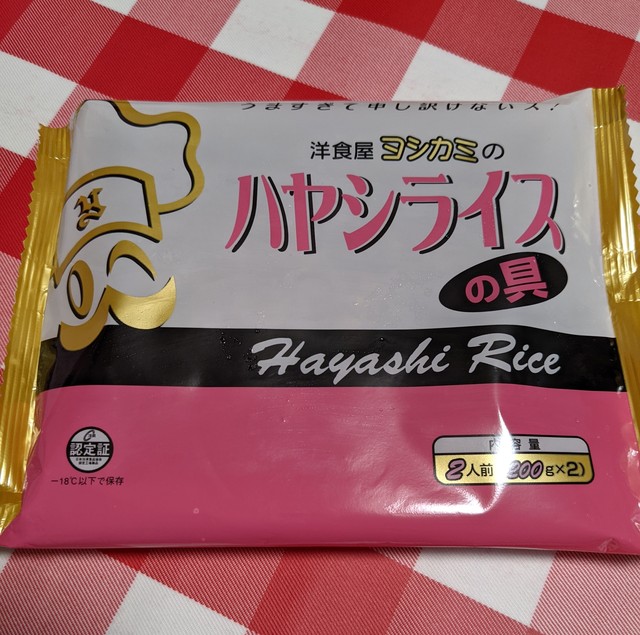 うますぎて申し訳けないス!
洋食屋 ヨシカミの
ハヤシライス
の具
Hayashi Rice
認定証
-18℃以下で保存
内容量
2人前(200g×2)